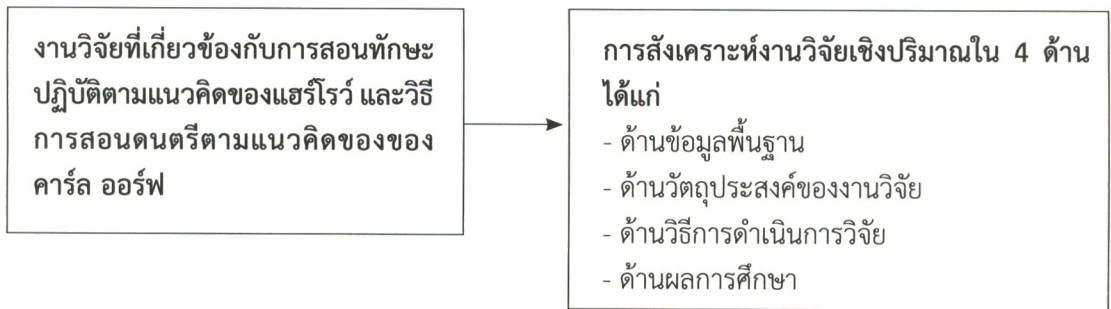 งานวิจัยที่เกี่ยวข้องกับการสอนทักษะ
ปฏิบัติตามแนวคิดของแฮร์โรว์ และวิธี
การสอนดนตรีตามแนวคิดของของ
คาร์ล ออร์ฟ
การสังเคราะห์งานวิจัยเชิงปริมาณใน 4 ด้าน
ได้แก่
- ด้านข้อมูลพื้นฐาน
- ด้านวัตถุประสงค์ของงานวิจัย
- ด้านวิธีการดำเนินการวิจัย
- ด้านผลการศึกษา